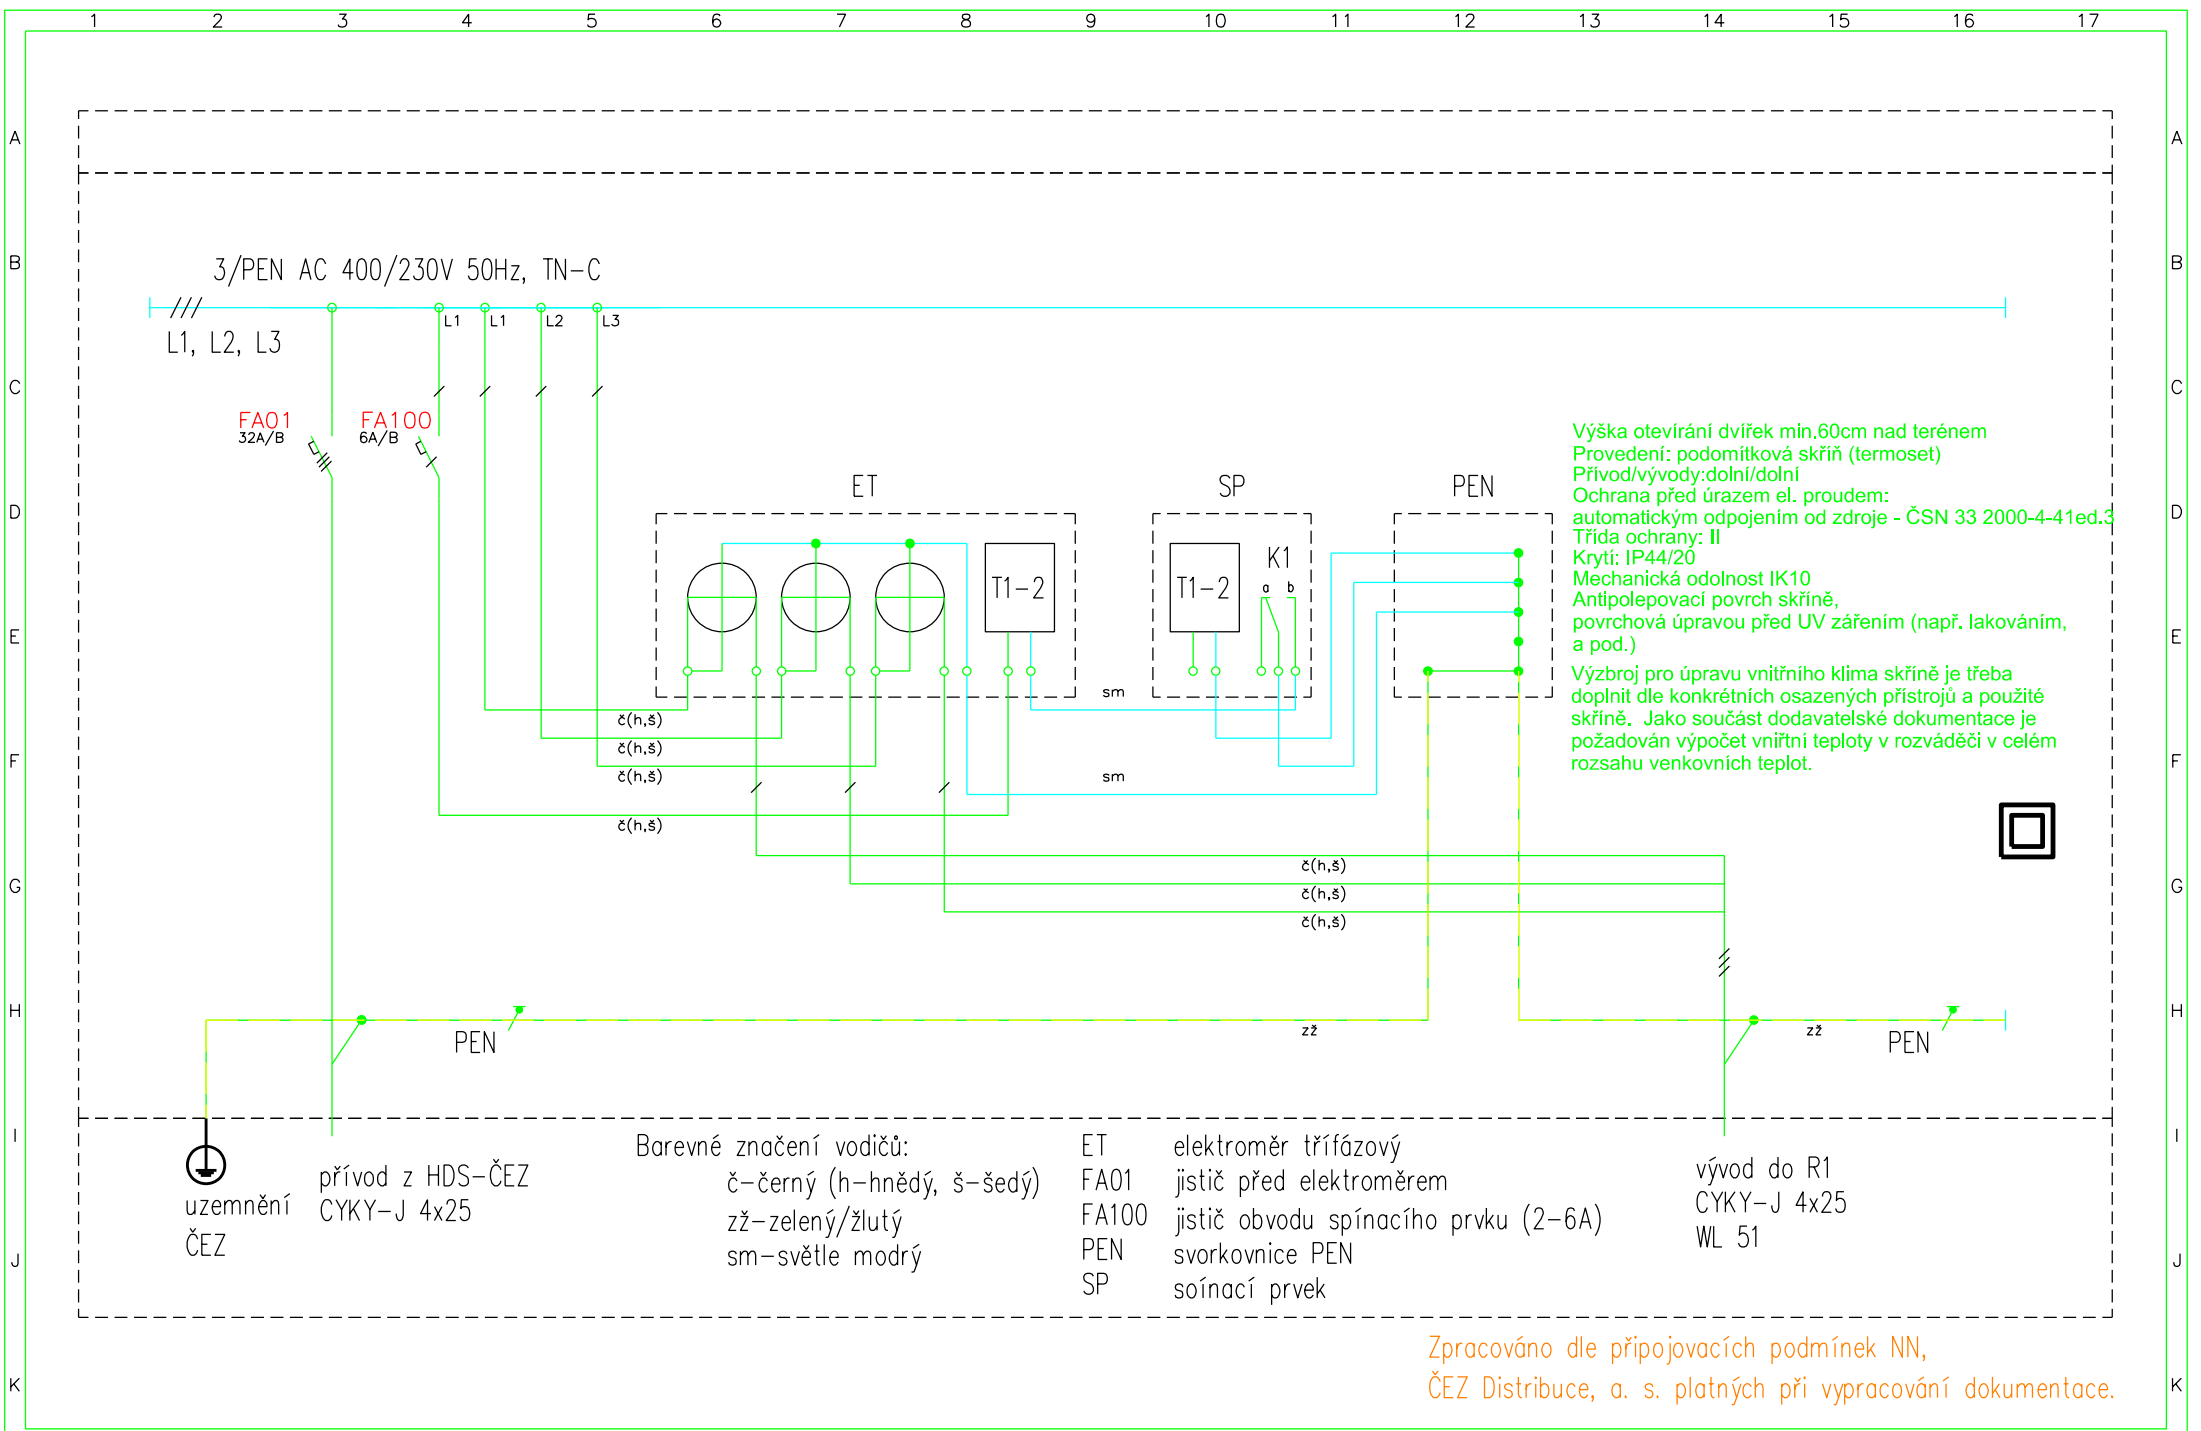 1 2 3 4 5 6 7 8 9 10 11 12 13 14 15 16 17
A A
B B
C C
D D
E E
F F
G G
H H
I I
J J
K K
3/PEN AC 400/230V 50Hz, TN-C
L1, L2, L3
L1 L1 L2 L3
FA01
32A/B
FA100
6A/B
ET
T1-2
SP
T1-2
K1
a b
PEN
Výška otevírání dvířek min.60cm nad terénem
Provedení: podomítková skříň (termoset)
Přívod/vývody:dolní/dolní
Ochrana před úrazem el. proudem:
automatickým odpojením od zdroje - ČSN 33 2000-4-41ed.3
Třída ochrany: II
Krytí: IP44/20
Mechanická odolnost IK10
Antipolepovací povrch skříně,
povrchová úpravou před UV zářením (např. lakováním,
a pod.)
Výzbroj pro úpravu vnitřního klima skříně je třeba
doplnit dle konkrétních osazených přístrojů a použité
skříně. Jako součást dodavatelské dokumentace je
požadován výpočet vniřtní teploty v rozváděči v celém
rozsahu venkovních teplot.
sm
č(h,š)
č(h,š)
č(h,š)
sm
č(h,š)
č(h,š)
č(h,š)
č(h,š)
PEN
zž
zž
PEN
uzemnění
ČEZ
přívod z HDS-ČEZ
CYKY-J 4x25
Barevné značení vodičů:
č-černý (h-hnědý, š-šedý)
zž-zelený/žlutý
sm-světle modrý
ET elektroměr třífázový
FA01 jistič před elektroměrem
FA100 jistič obvodu spínacího prvku (2-6A)
PEN svorkovnice PEN
SP soínací prvek
vývod do R1
CYKY-J 4x25
WL 51
Zpracováno dle připojovacích podmínek NN,
ČEZ Distribuce, a. s. platných při vypracování dokumentace.